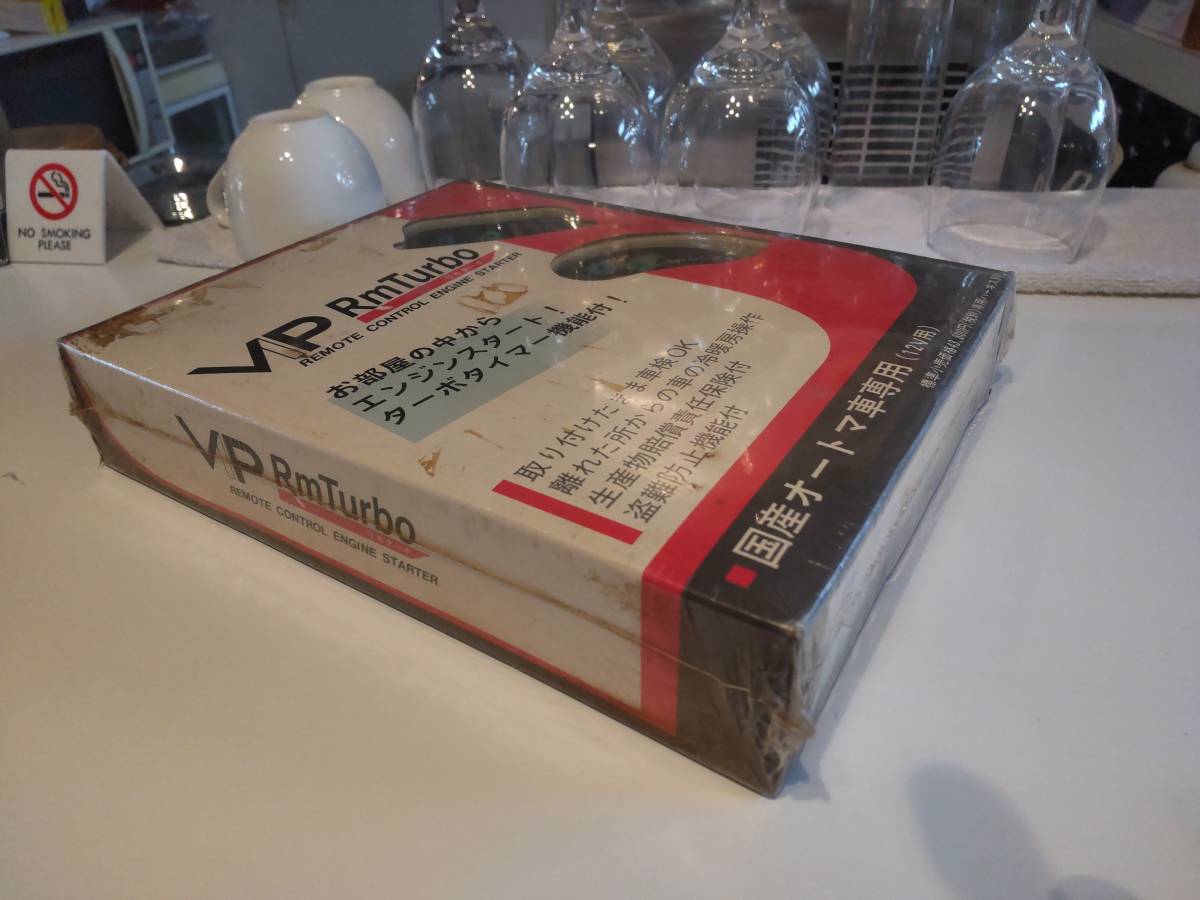 NO SMOKING
PLEASE
VIP RmTurbo
REMOTE CONTROL ENGINE STARTER
お部屋の中から
エンジンスタート!
ターボタイマー機能付!
取り付けたまま車検OK
離れた所からの車の冷暖房操作
生産物賠償責任保険付
盗難防止機能付
■国産オートマ車専用(12V用)
VIP RmTurbo
REMOTE CONTROL ENGINE STARTER